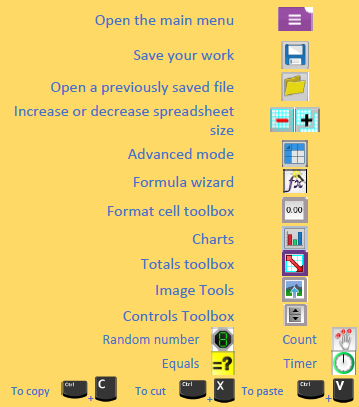 Open the main menu
Save your work
Open a previously saved file
Increase or decrease spreadsheet
size
Advanced mode
Formula wizard
fx
Format cell toolbox
0.00
Charts
Totals toolbox
Image Tools
Controls Toolbox
Random number
Count
Equals =?
Timer
To copy Ctrl + C To cut Ctrl + X To paste Ctrl + V